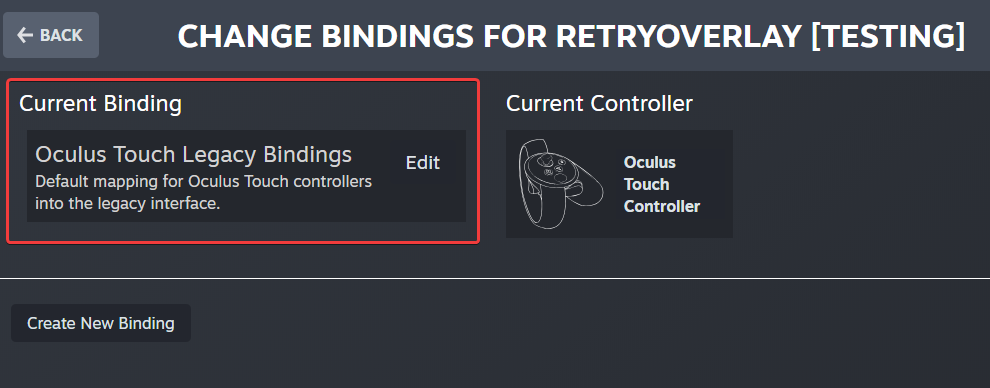 BACK
CHANGE BINDINGS FOR RETRYOVERLAY [TESTING]
Current Binding
Oculus Touch Legacy Bindings
Edit
Default mapping for Oculus Touch controllers
into the legacy interface.
Current Controller
Oculus
Touch
Controller
Create New Binding